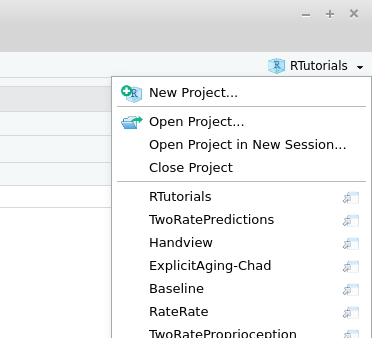 RTutorials
New Project...
Open Project...
Open Project in New Session...
Close Project
RTutorials
TwoRatePredictions
Handview
ExplicitAging-Chad
Baseline
RateRate
TwoRateProprioception